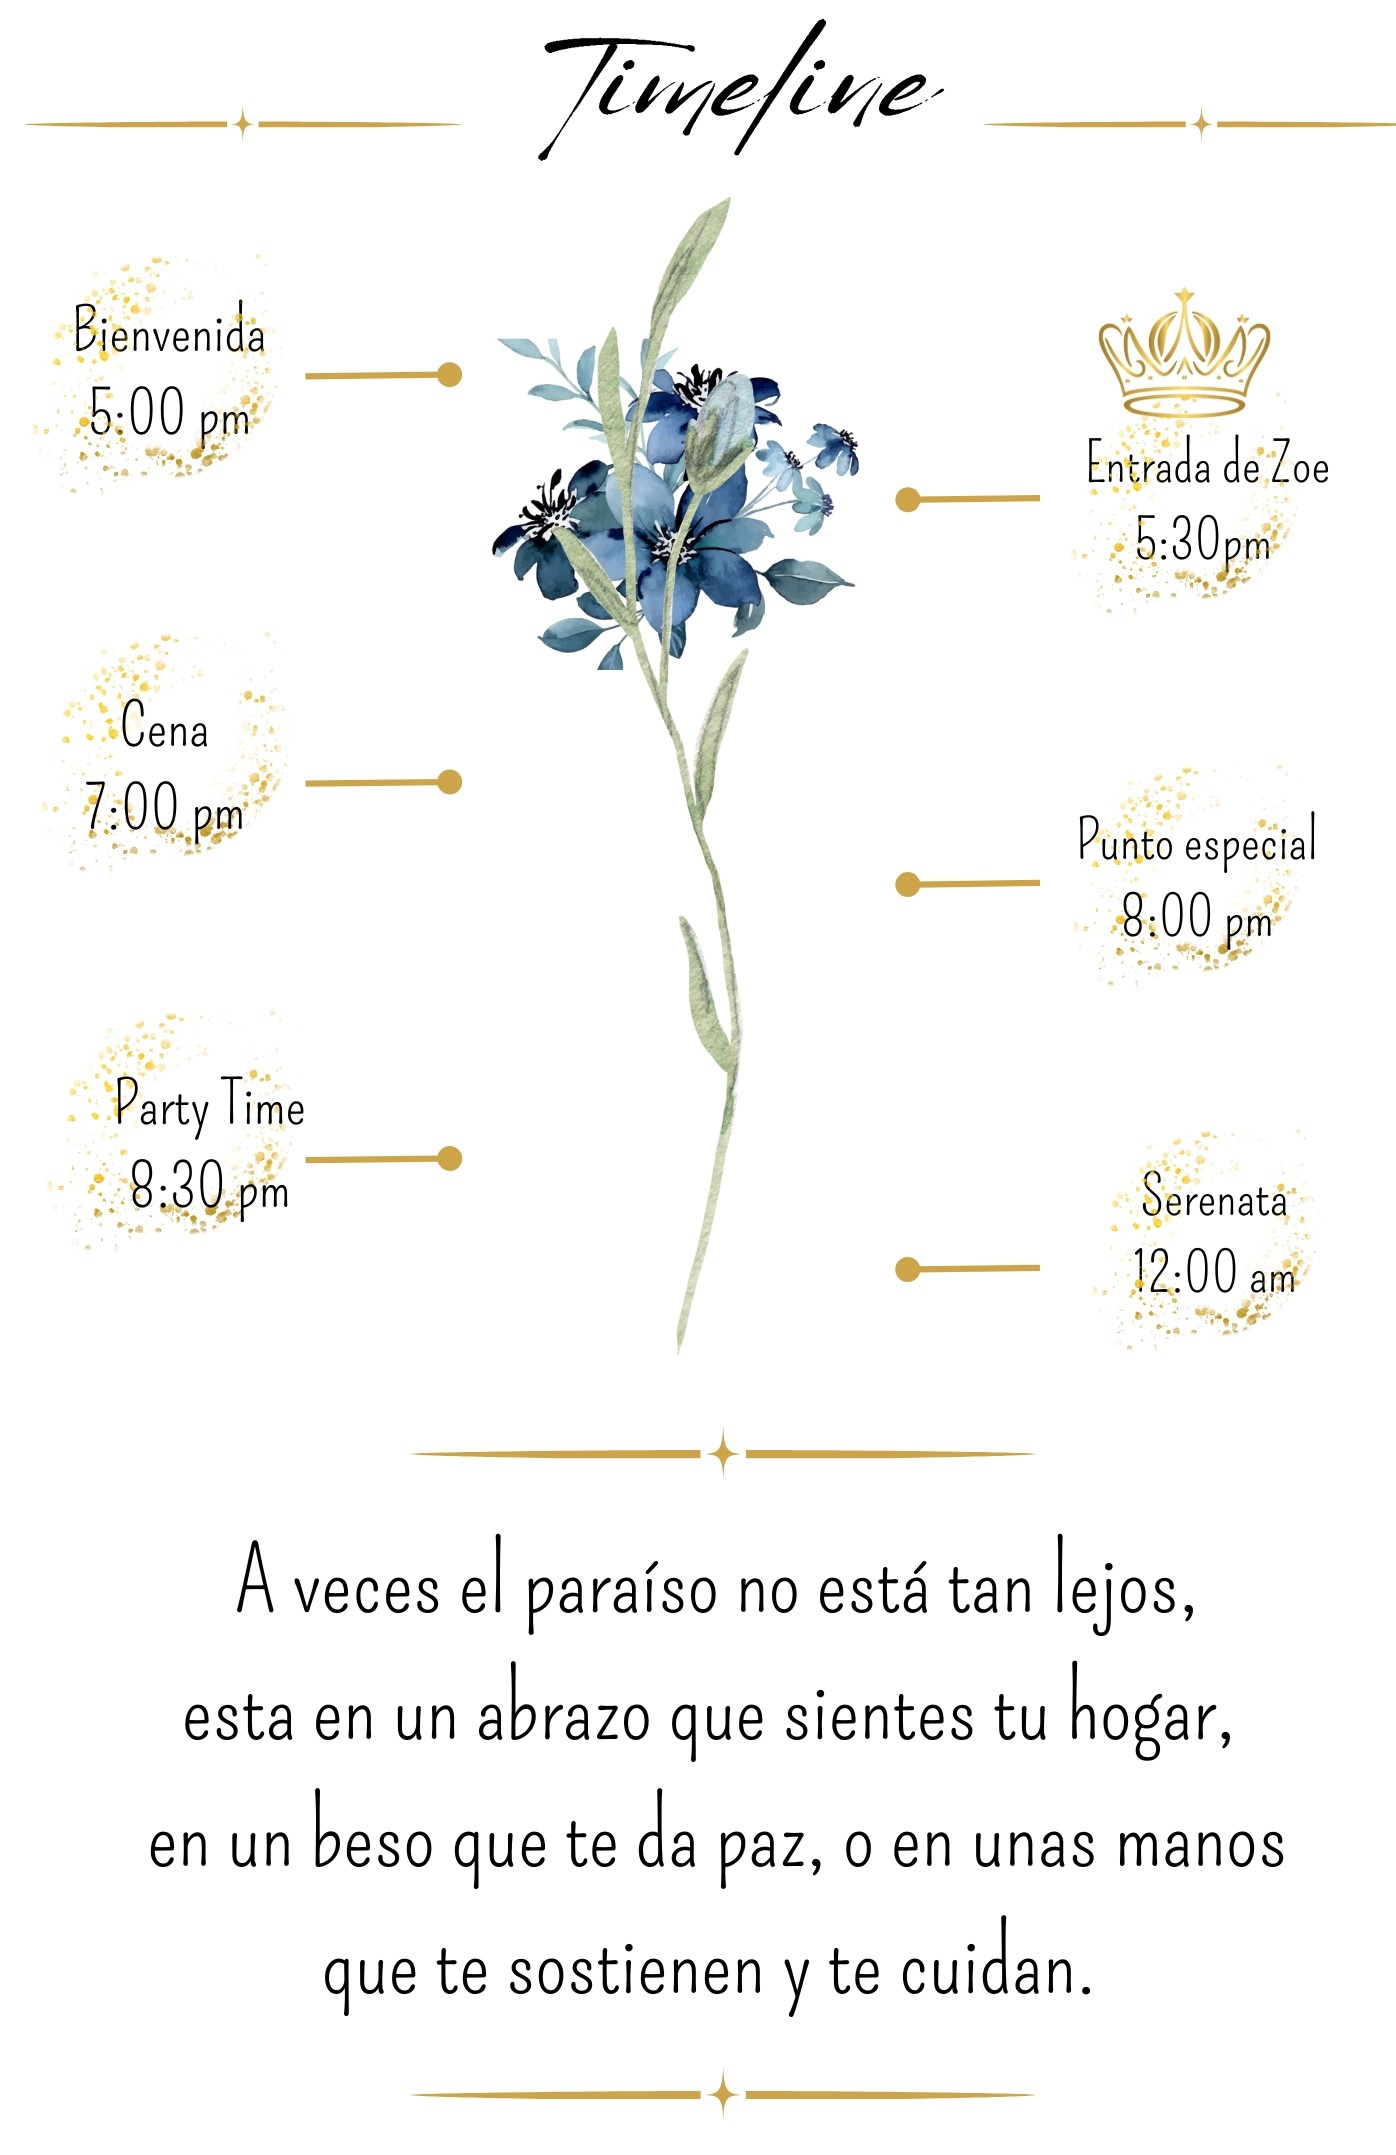 Timeline
Bienvenida
5:00 pm
Entrada de Zoe
5:30pm
Cena
7:00 pm
Punto especial
8:00 pm
Party Time
8:30 pm
Serenata
12:00 am
A veces el paraíso no está tan lejos,
esta en un abrazo que sientes tu hogar,
en un beso que te da paz, o en unas manos
que te sostienen y te cuidan.